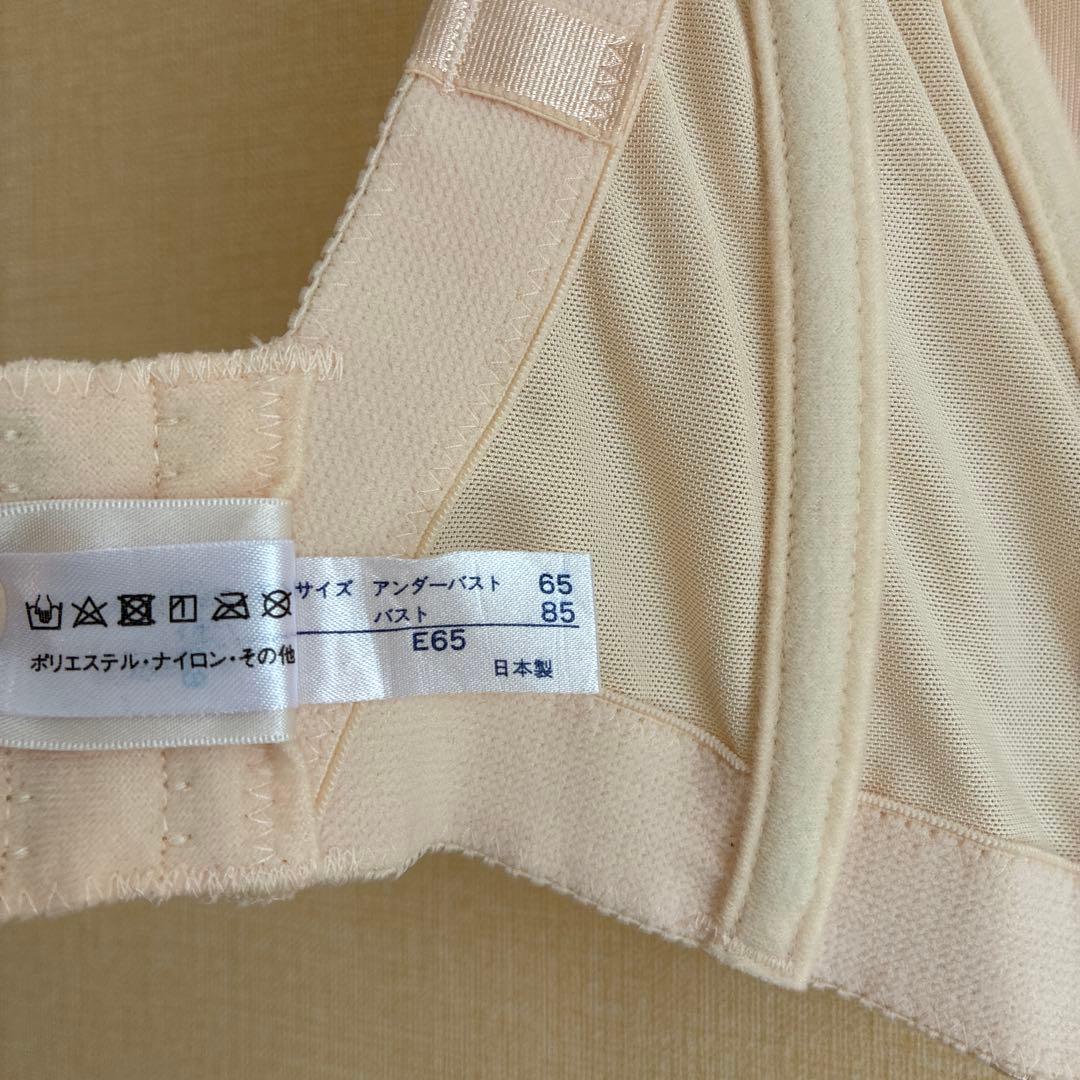 サイズ アンダーバスト 65
バスト 85
E65
日本製
ポリエステル・ナイロン・その他